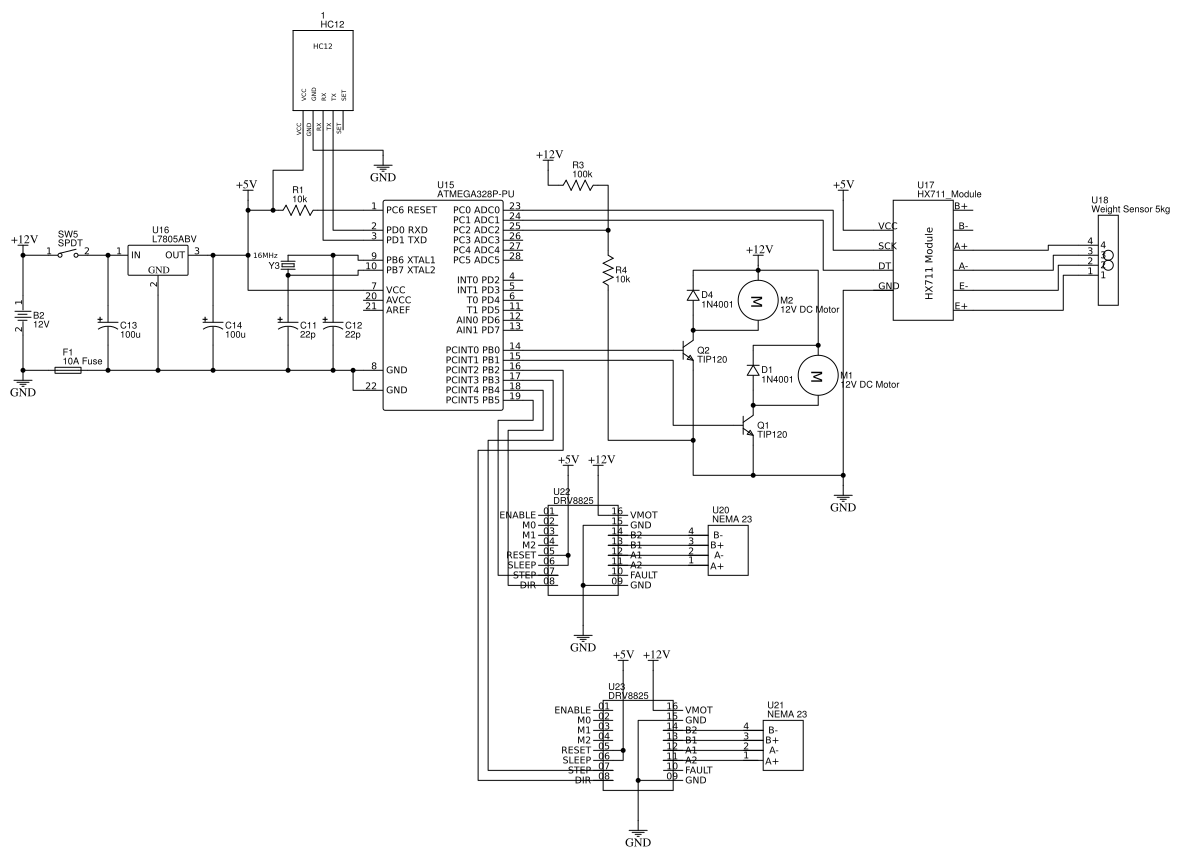 1
HC12
HC12
VCC
GND
RX
TX
SET
VCC
GND
RX
TX
SET
GND
+5V
R1
10k
U15
ATMEGA328P-PU
1 PC6 RESET
2 PD0 RXD
3 PD1 TXD
9 PB6 XTAL1
10 PB7 XTAL2
7 VCC
20 AVCC
21 AREF
8 GND
22 GND
PC0 ADC0 23
PC1 ADC1 24
PC2 ADC2 25
PC3 ADC3 26
PC4 ADC4 27
PC5 ADC5 28
INT0 PD2 4
INT1 PD3 5
T0 PD4 6
T1 PD5 11
AIN0 PD6 12
AIN1 PD7 13
PCINT0 PB0 14
PCINT1 PB1 15
PCINT2 PB2 16
PCINT3 PB3 17
PCINT4 PB4 18
PCINT5 PB5 19
+12V
SW5
SPDT
1 2
U16
L7805ABV
1 IN OUT 3
GND
2
16MHz
Y3
1
B2
12V
2
C13
100u
C14
100u
C11
22p
C12
22p
F1
10A Fuse
GND
+12V
R3
100k
R4
10k
+12V
D4
1N4001
M
M2
12V DC Motor
Q2
TIP120
D1
1N4001
M
M1
12V DC Motor
Q1
TIP120
GND
+5V
U17
HX711_Module
HX711 Module
VCC
SCK
DT
GND
B+
B-
A+
A-
E-
E+
U18
Weight Sensor 5kg
4 4
3 3
2 2
1 1
+5V
+12V
U22
DRV8825
ENABLE 01
M0 02
M1 03
M2 04
RESET 05
SLEEP 06
STEP 07
DIR 08
16 VMOT
15 GND
14 B2
13 B1
12 A1
11 A2
10 FAULT
09 GND
U20
NEMA 23
4 B-
3 B+
2 A-
1 A+
GND
+5V
+12V
U23
DRV8825
ENABLE 01
M0 02
M1 03
M2 04
RESET 05
SLEEP 06
STEP 07
DIR 08
16 VMOT
15 GND
14 B2
13 B1
12 A1
11 A2
10 FAULT
09 GND
U21
NEMA 23
4 B-
3 B+
2 A-
1 A+
GND